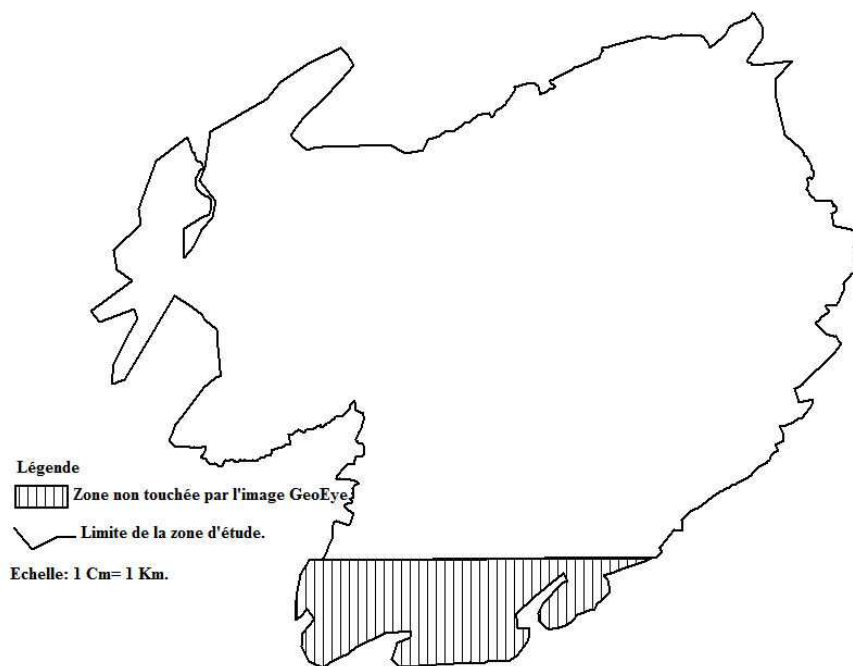 Légende
Zone non touchée par l'image GeoEye.
Limite de la zone d'étude.
Echelle: 1 Cm= 1 Km.